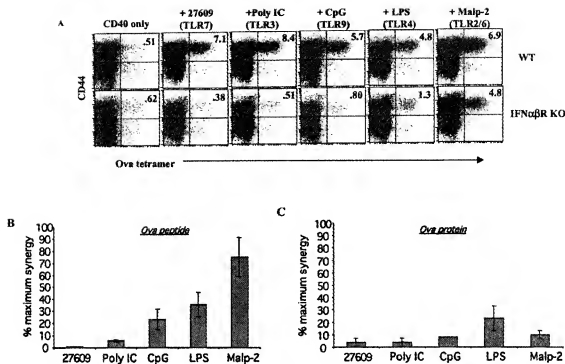 A
CD40 only
+ 27609 (TLR7)
+Poly IC (TLR3)
+ CpG (TLR9)
+ LPS (TLR4)
+ Malp-2 (TLR2/6)
.51 7.1 8.4 5.7 4.8 6.9
WT
CD44
.62 .38 .51 .80 1.3 4.8
IFNαβR KO
Ova tetramer
B
Ova peptide
% maximum synergy
100
90
80
70
60
50
40
30
20
10
0
27609 Poly IC CpG LPS Malp-2
C
Ova protein
% maximum synergy
100
90
80
70
60
50
40
30
20
10
0
27609 Poly IC CpG LPS Malp-2